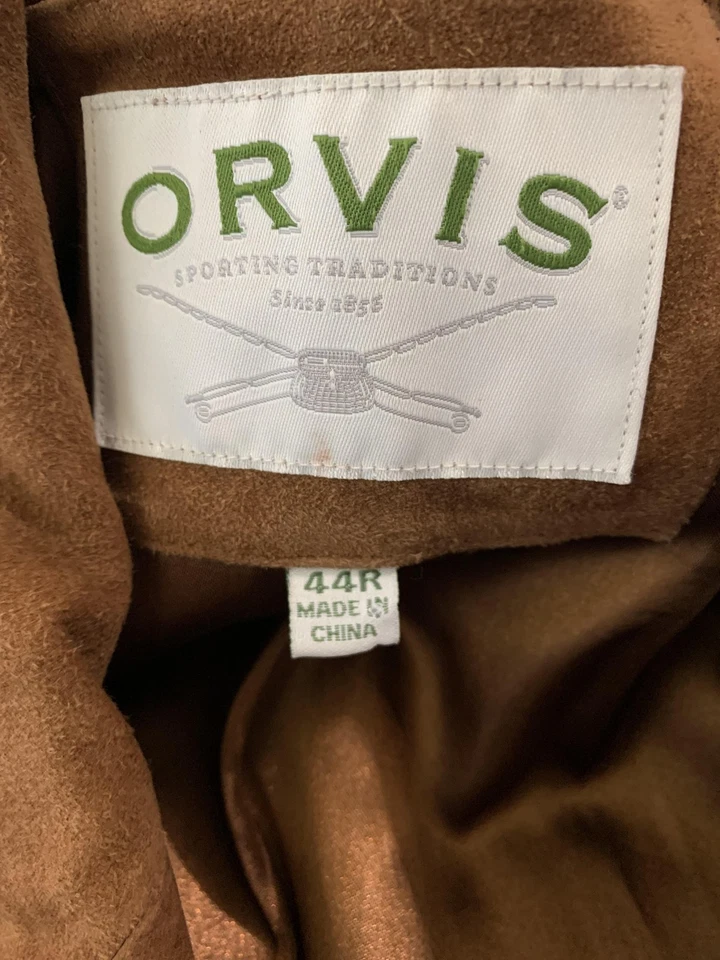 ORVIS®
SPORTING TRADITIONS
Since 1856
44R
MADE IN
CHINA